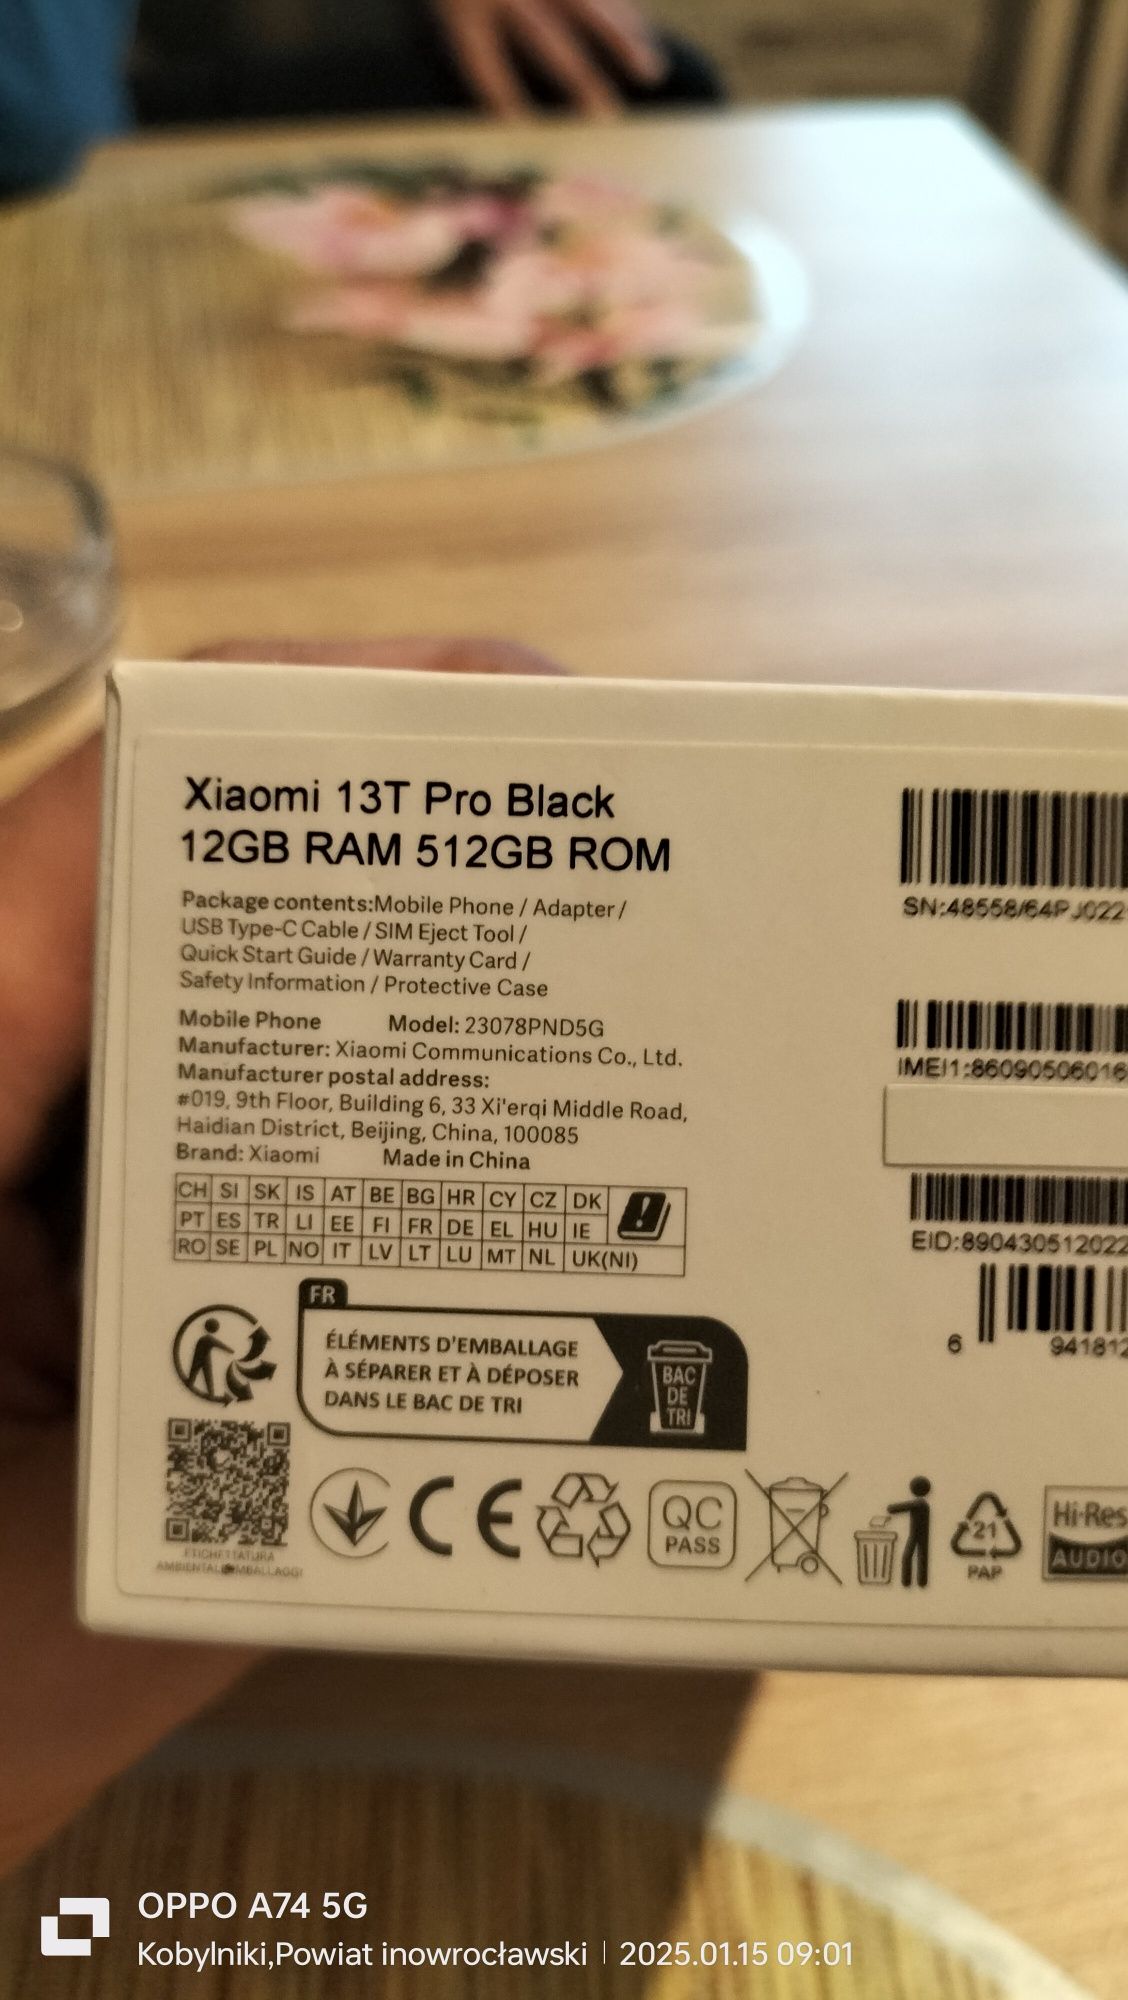 Xiaomi 13T Pro Black
12GB RAM 512GB ROM
Package contents:Mobile Phone / Adapter /
USB Type-C Cable / SIM Eject Tool /
Quick Start Guide / Warranty Card /
Safety Information / Protective Case
Mobile Phone Model: 23078PND5G
Manufacturer: Xiaomi Communications Co., Ltd.
Manufacturer postal address:
#019, 9th Floor, Building 6, 33 Xi'erqi Middle Road,
Haidian District, Beijing, China, 100085
Brand: Xiaomi Made in China
CH SI SK IS AT BE BG HR CY CZ DK
PT ES TR LI EE FI FR DE EL HU IE
RO SE PL NO IT LV LT LU MT NL UK(NI)
FR
ÉLÉMENTS D'EMBALLAGE
À SÉPARER ET À DÉPOSER
DANS LE BAC DE TRI
BAC
DE
TRI
ETICHETTATURA
CE
QC
PASS
21
PAP
Hi-Res
AUDIO
SN:48558/64PJ022
IMEI1:86090506016
EID:890430512022
6 941812
OPPO A74 5G
Kobylniki,Powiat inowrocławski | 2025.01.15 09:01